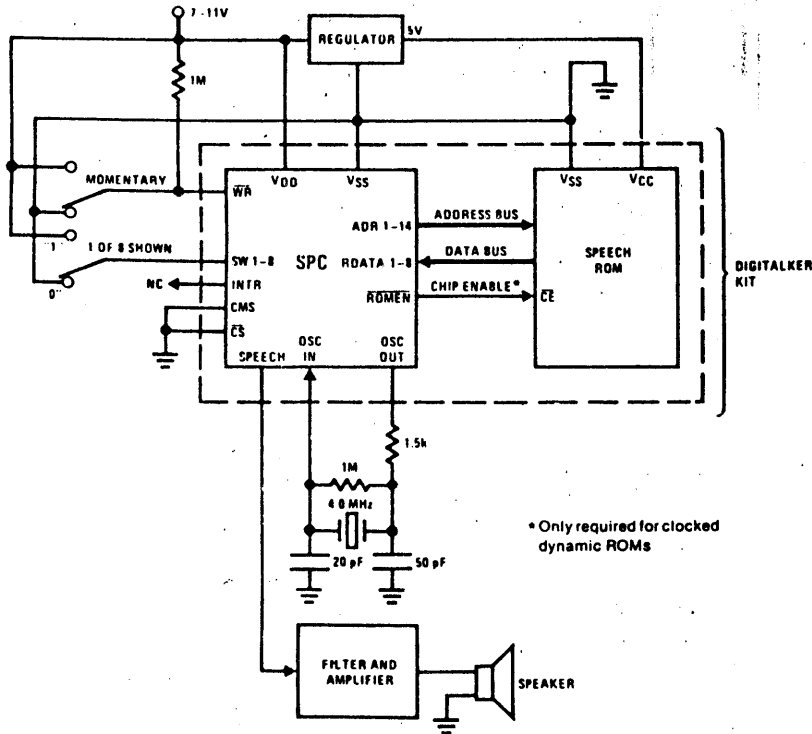 7-11V
REGULATOR
5V
1M
MOMENTARY
"1"
1 OF 8 SHOWN
0"
NC
WR
VDD
VSS
SW 1-8
INTR
CMS
CS
SPC
ADR 1-14
RDATA 1-8
ROMEN
SPEECH
OSC
IN
OSC
OUT
ADDRESS BUS
DATA BUS
CHIP ENABLE*
VSS
VCC
SPEECH
ROM
CE
DIGITALKER
KIT
1.5k
1M
4.0 MHz
20 pF
50 pF
* Only required for clocked
dynamic ROMs
FILTER AND
AMPLIFIER
SPEAKER